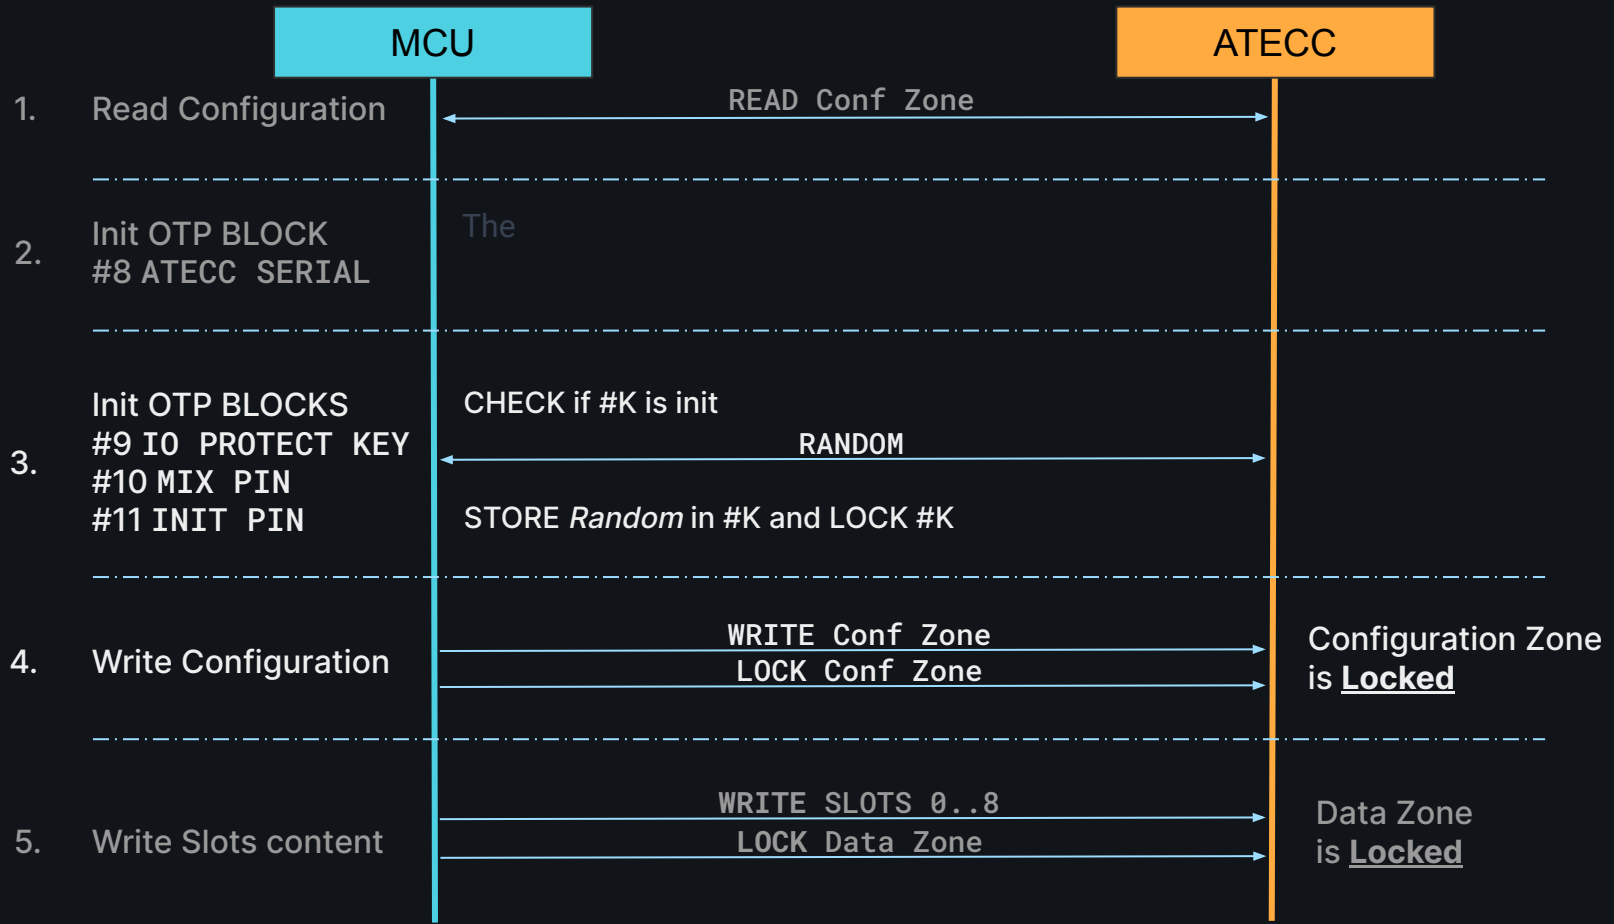 MCU
ATECC
1. Read Configuration
READ Conf Zone
2. Init OTP BLOCK
#8 ATECC SERIAL
The
3. Init OTP BLOCKS
#9 IO PROTECT KEY
#10 MIX PIN
#11 INIT PIN
CHECK if #K is init
RANDOM
STORE Random in #K and LOCK #K
4. Write Configuration
WRITE Conf Zone
LOCK Conf Zone
Configuration Zone
is Locked
5. Write Slots content
WRITE SLOTS 0..8
LOCK Data Zone
Data Zone
is Locked